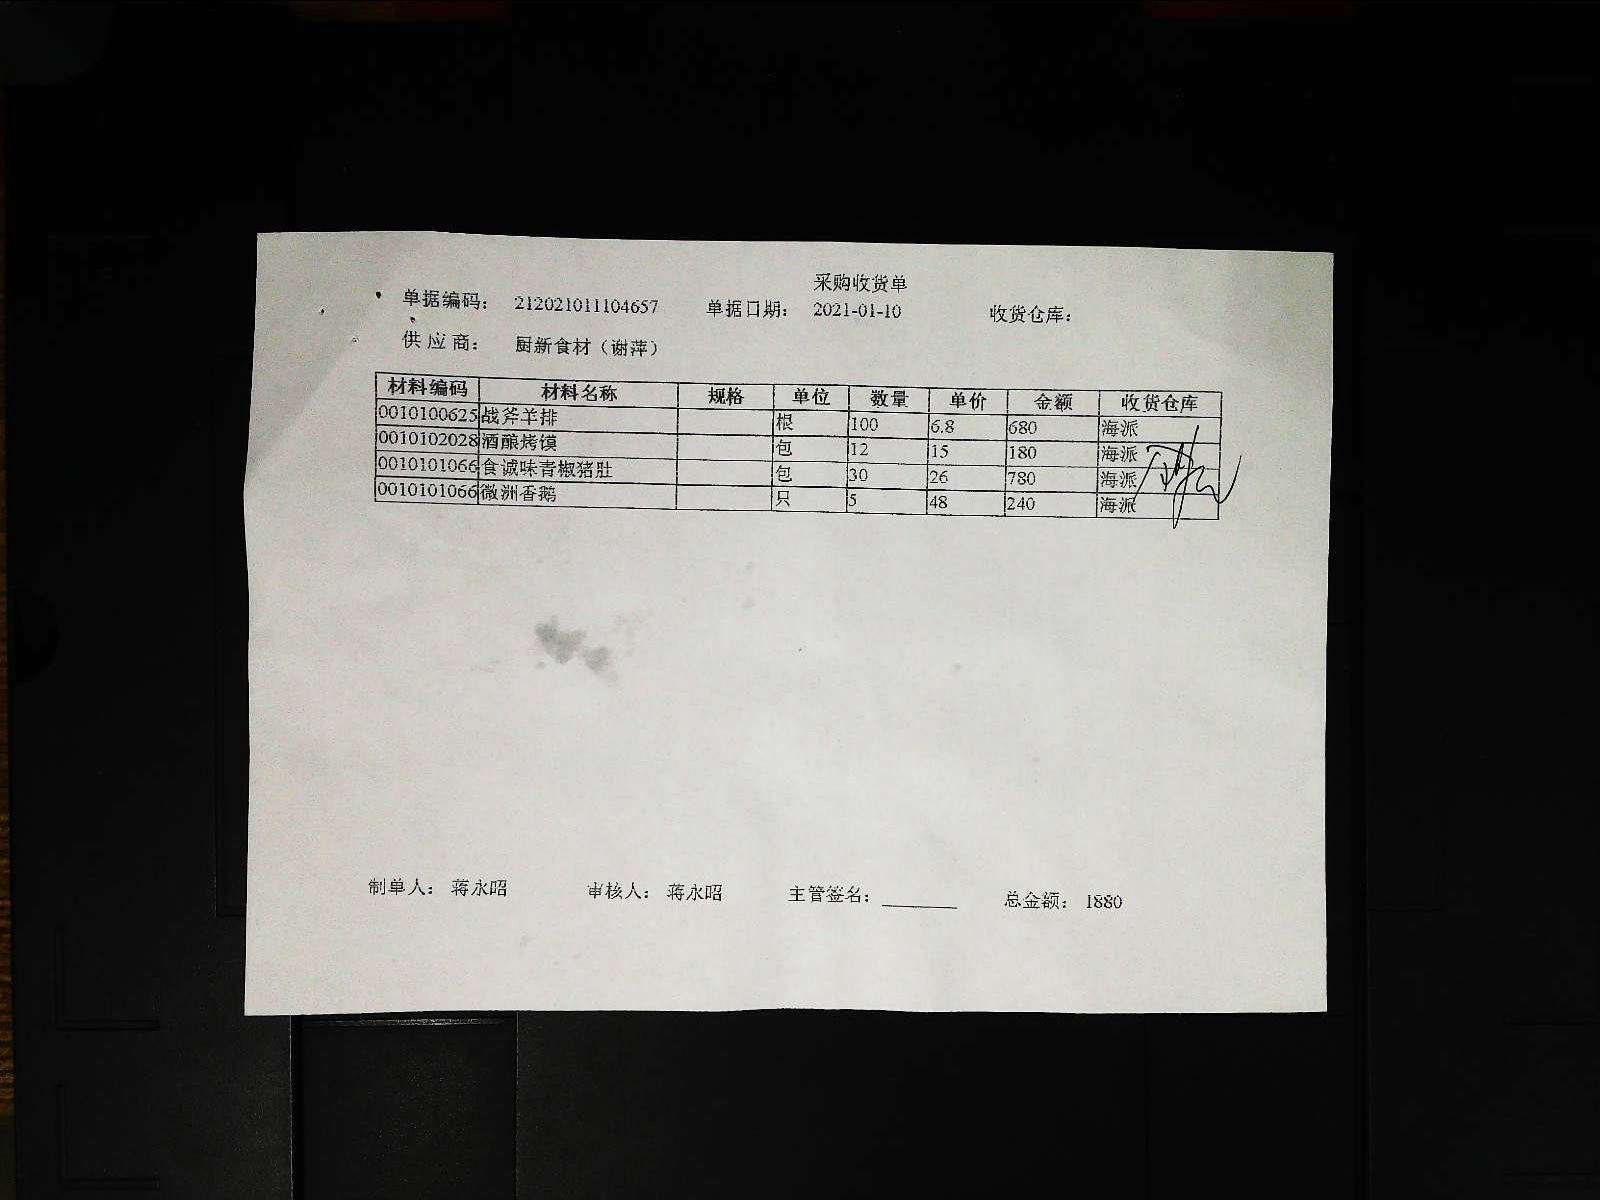 采购收货单
单据编码： 212021011104657 单据日期： 2021-01-10 收货仓库：
供 应 商： 厨新食材（谢萍）
材料编码 材料名称 规格 单位 数量 单价 金额 收货仓库
0010100625 战斧羊排 根 100 6.8 680 海派
0010102028 酒酿烤馍 包 12 15 180 海派
0010101066 食诚味青椒猪肚 包 30 26 780 海派
0010101066 微洲香鹅 只 5 48 240 海派
制单人： 蒋永昭 审核人： 蒋永昭 主管签名： 总金额： 1880